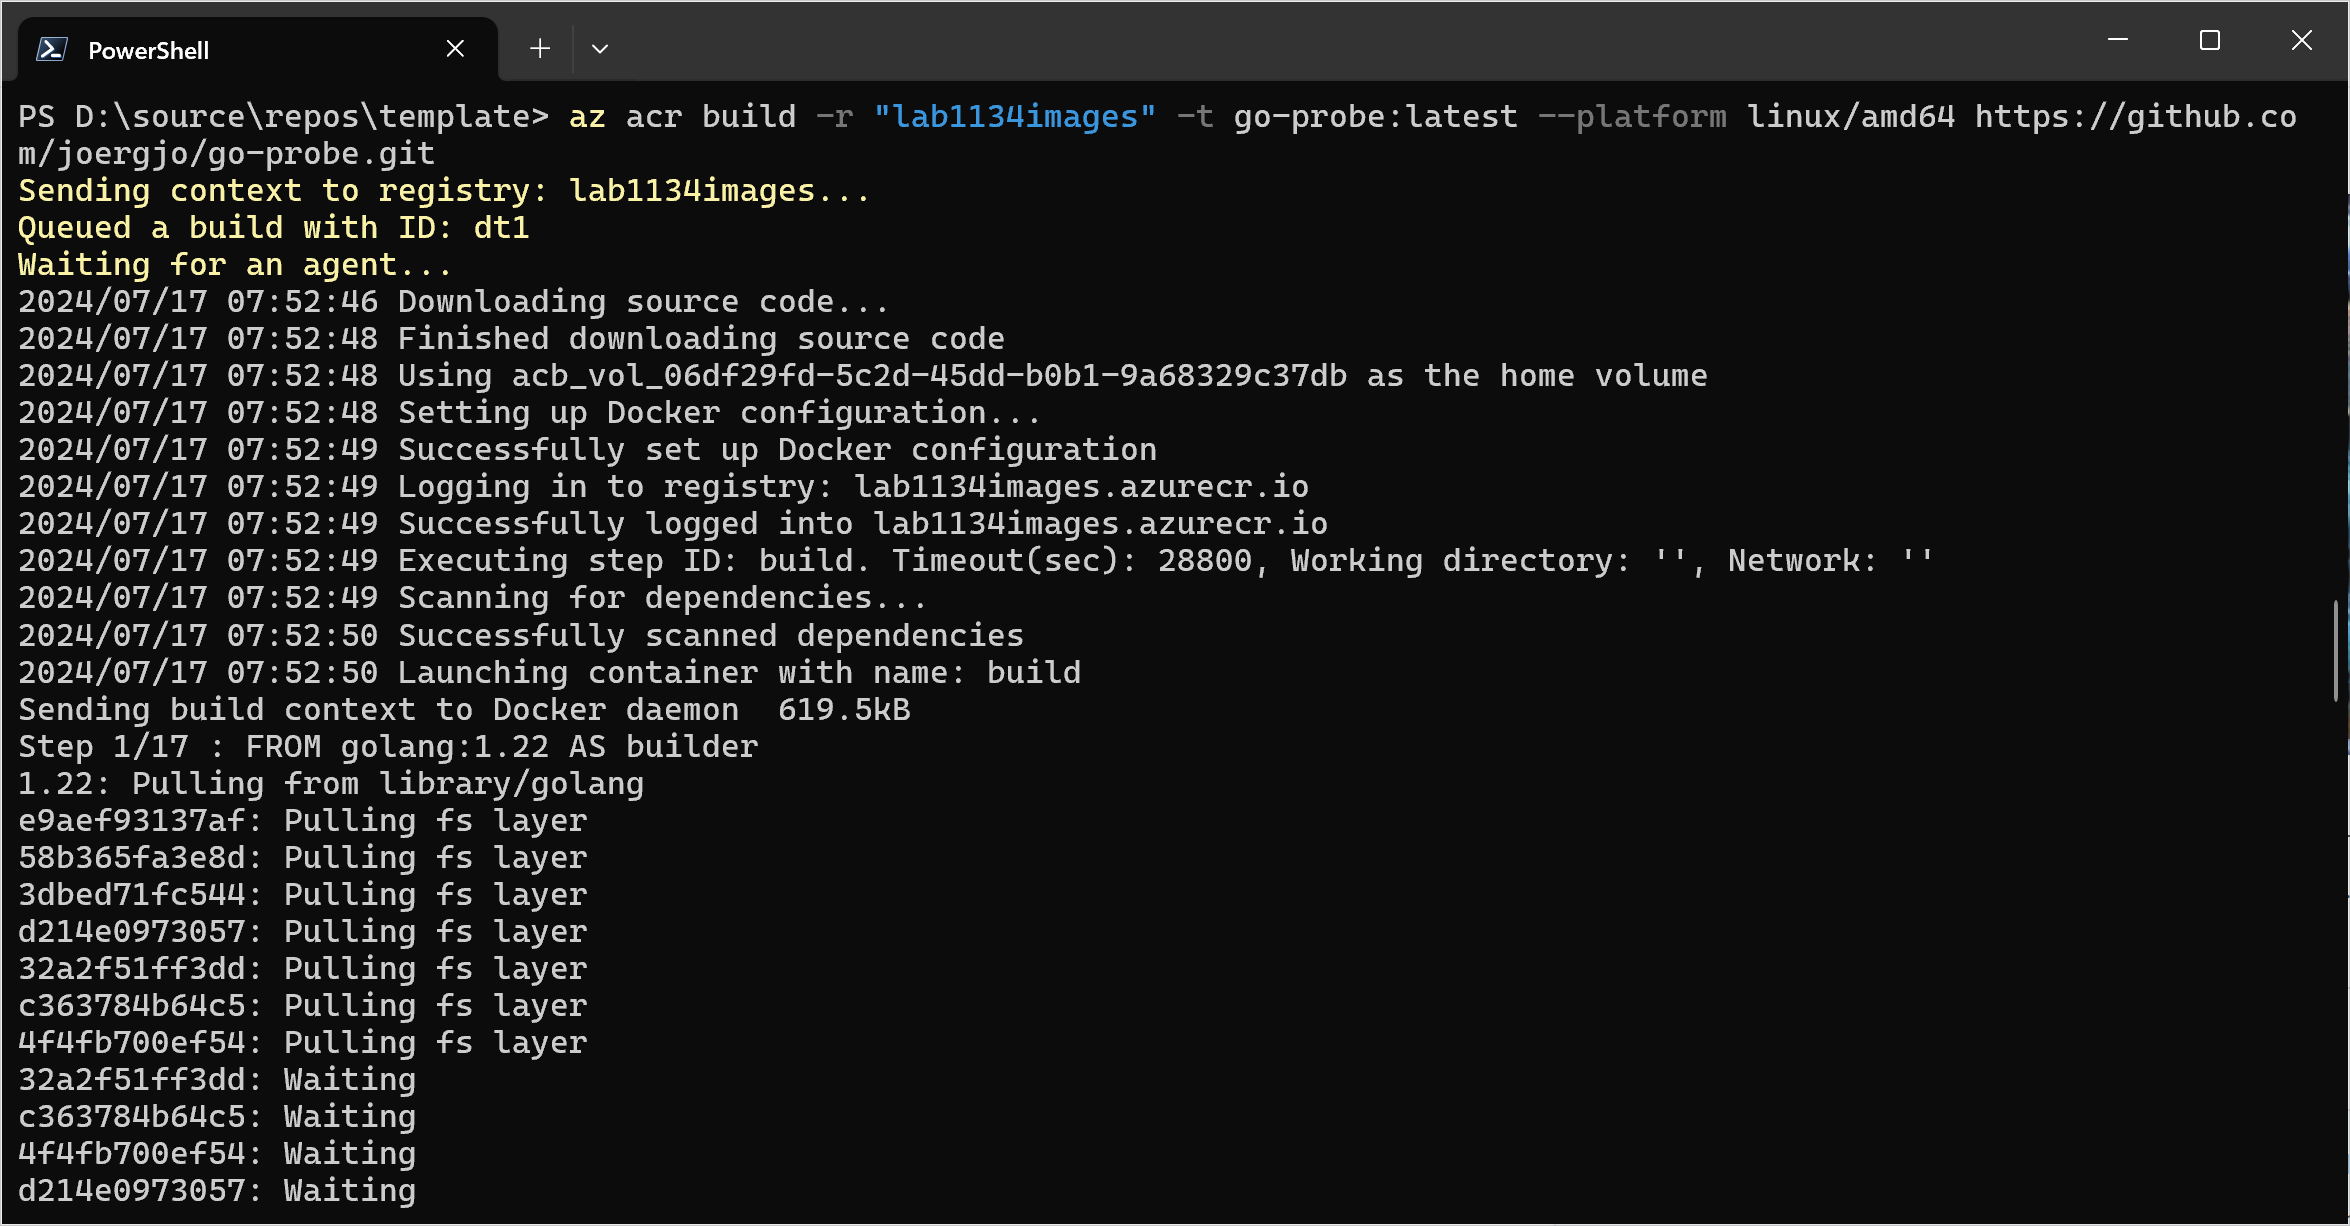 PowerShell
PS D:\source\repos\template> az acr build -r "lab1134images" -t go-probe:latest --platform linux/amd64 https://github.co
m/joergjo/go-probe.git
Sending context to registry: lab1134images...
Queued a build with ID: dt1
Waiting for an agent...
2024/07/17 07:52:46 Downloading source code...
2024/07/17 07:52:48 Finished downloading source code
2024/07/17 07:52:48 Using acb_vol_06df29fd-5c2d-45dd-b0b1-9a68329c37db as the home volume
2024/07/17 07:52:48 Setting up Docker configuration...
2024/07/17 07:52:49 Successfully set up Docker configuration
2024/07/17 07:52:49 Logging in to registry: lab1134images.azurecr.io
2024/07/17 07:52:49 Successfully logged into lab1134images.azurecr.io
2024/07/17 07:52:49 Executing step ID: build. Timeout(sec): 28800, Working directory: '', Network: ''
2024/07/17 07:52:49 Scanning for dependencies...
2024/07/17 07:52:50 Successfully scanned dependencies
2024/07/17 07:52:50 Launching container with name: build
Sending build context to Docker daemon  619.5kB
Step 1/17 : FROM golang:1.22 AS builder
1.22: Pulling from library/golang
e9aef93137af: Pulling fs layer
58b365fa3e8d: Pulling fs layer
3dbed71fc544: Pulling fs layer
d214e0973057: Pulling fs layer
32a2f51ff3dd: Pulling fs layer
c363784b64c5: Pulling fs layer
4f4fb700ef54: Pulling fs layer
32a2f51ff3dd: Waiting
c363784b64c5: Waiting
4f4fb700ef54: Waiting
d214e0973057: Waiting